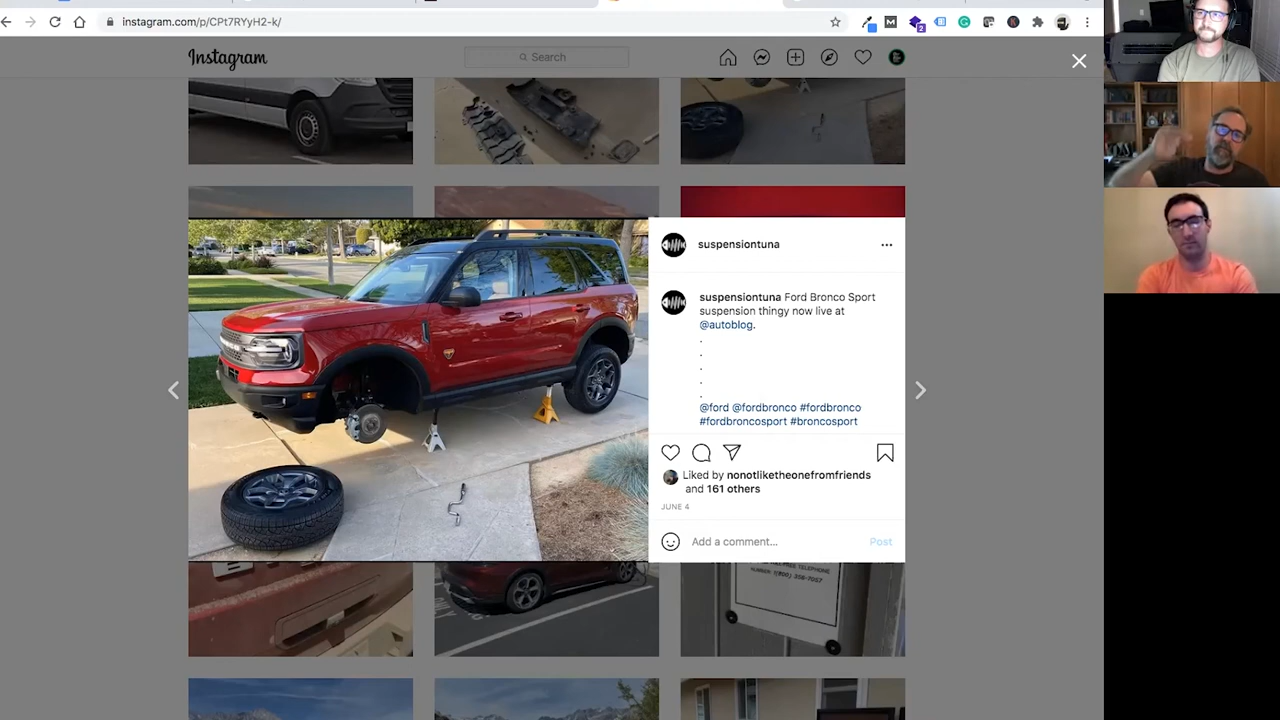 instagram.com/p/CPt7RYyH2-k/
2
Instagram
Search
suspensiontuna
suspensiontuna Ford Bronco Sport
suspension thingy now live at
@autoblog.
.
.
.
.
.
@ford @fordbronco #fordbronco
#fordbroncosport #broncosport
Liked by nonotliketheonefromfriends
and 161 others
JUNE 4
Add a comment...
Post